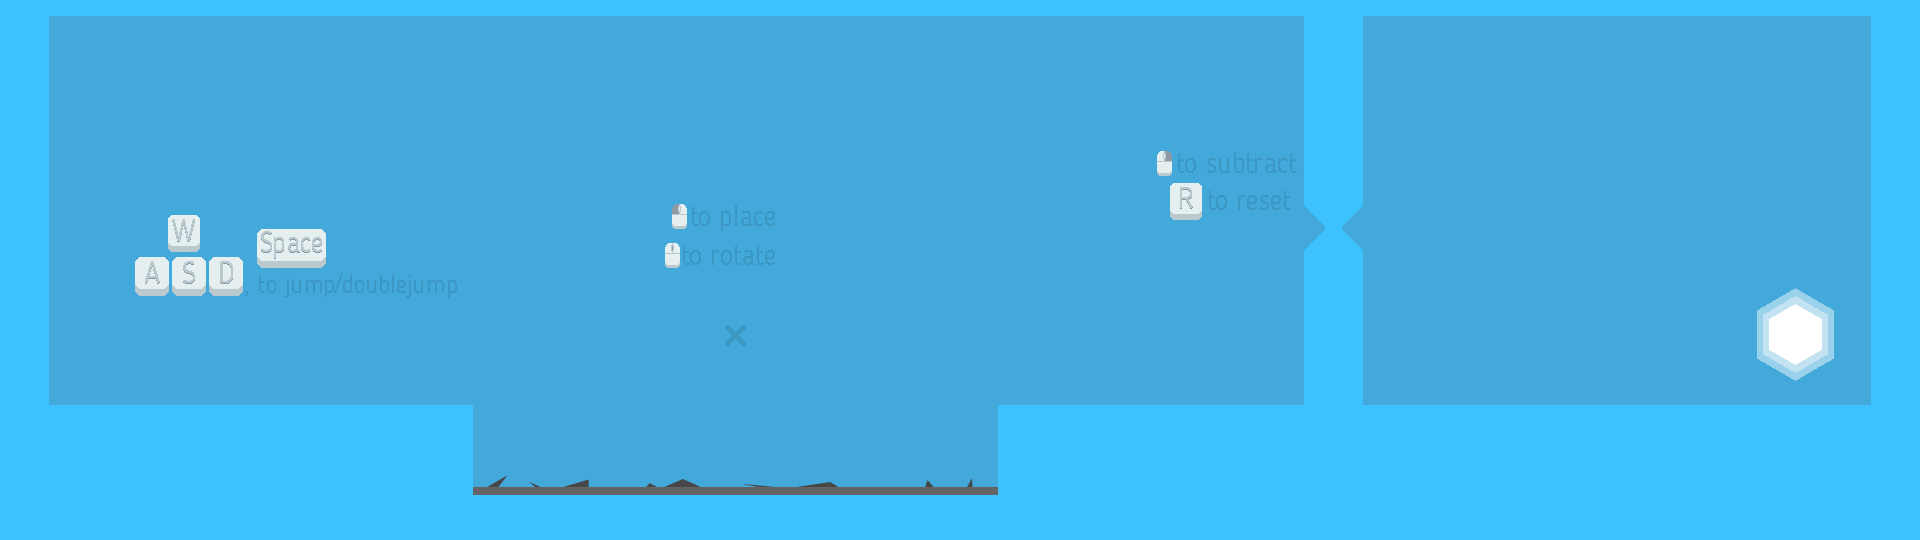 W
Space
A S D , to jump/doublejump
to place
to rotate
to subtract
R to reset